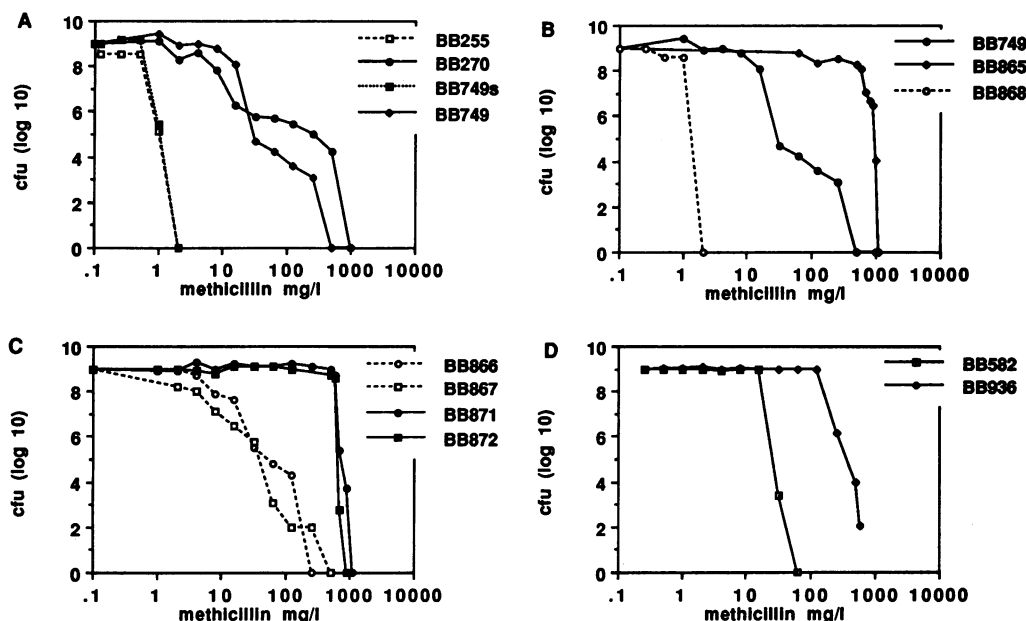 A
10
8
6
4
2
0
cfu (log 10)
.1 1 10 100 1000 10000
methicillin mg/l
BB255
BB270
BB749s
BB749
B
10
8
6
4
2
0
cfu (log 10)
.1 1 10 100 1000 10000
methicillin mg/l
BB749
BB865
BB868
C
10
8
6
4
2
0
cfu (log 10)
.1 1 10 100 1000 10000
methicillin mg/l
BB866
BB867
BB871
BB872
D
10
8
6
4
2
0
cfu (log 10)
.1 1 10 100 1000 10000
methicillin mg/l
BB582
BB936